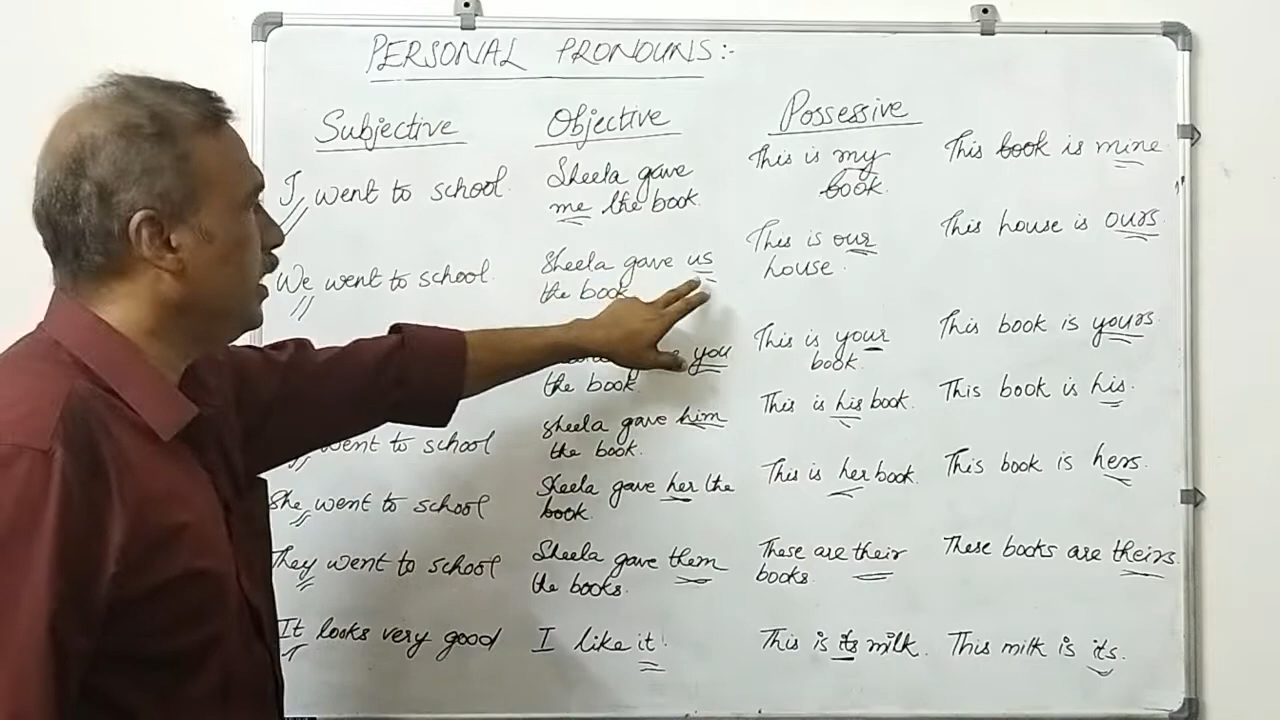 PERSONAL PRONOUNS:-
Subjective
Objective
Possessive
I went to school.
Sheela gave
me the book.
This is my
book.
This book is mine.
We went to school.
Sheela gave us
the book
This is our
house.
This house is ours.
you
the book.
This is your
book.
This book is yours.
went to school
Sheela gave him
the book.
This is his book.
This book is his.
She went to school
Sheela gave her the
book.
This is her book.
This book is hers.
They went to school
Sheela gave them
the books.
These are their
books.
These books are theirs.
It looks very good
I like it.
This is its milk.
This milk is its.